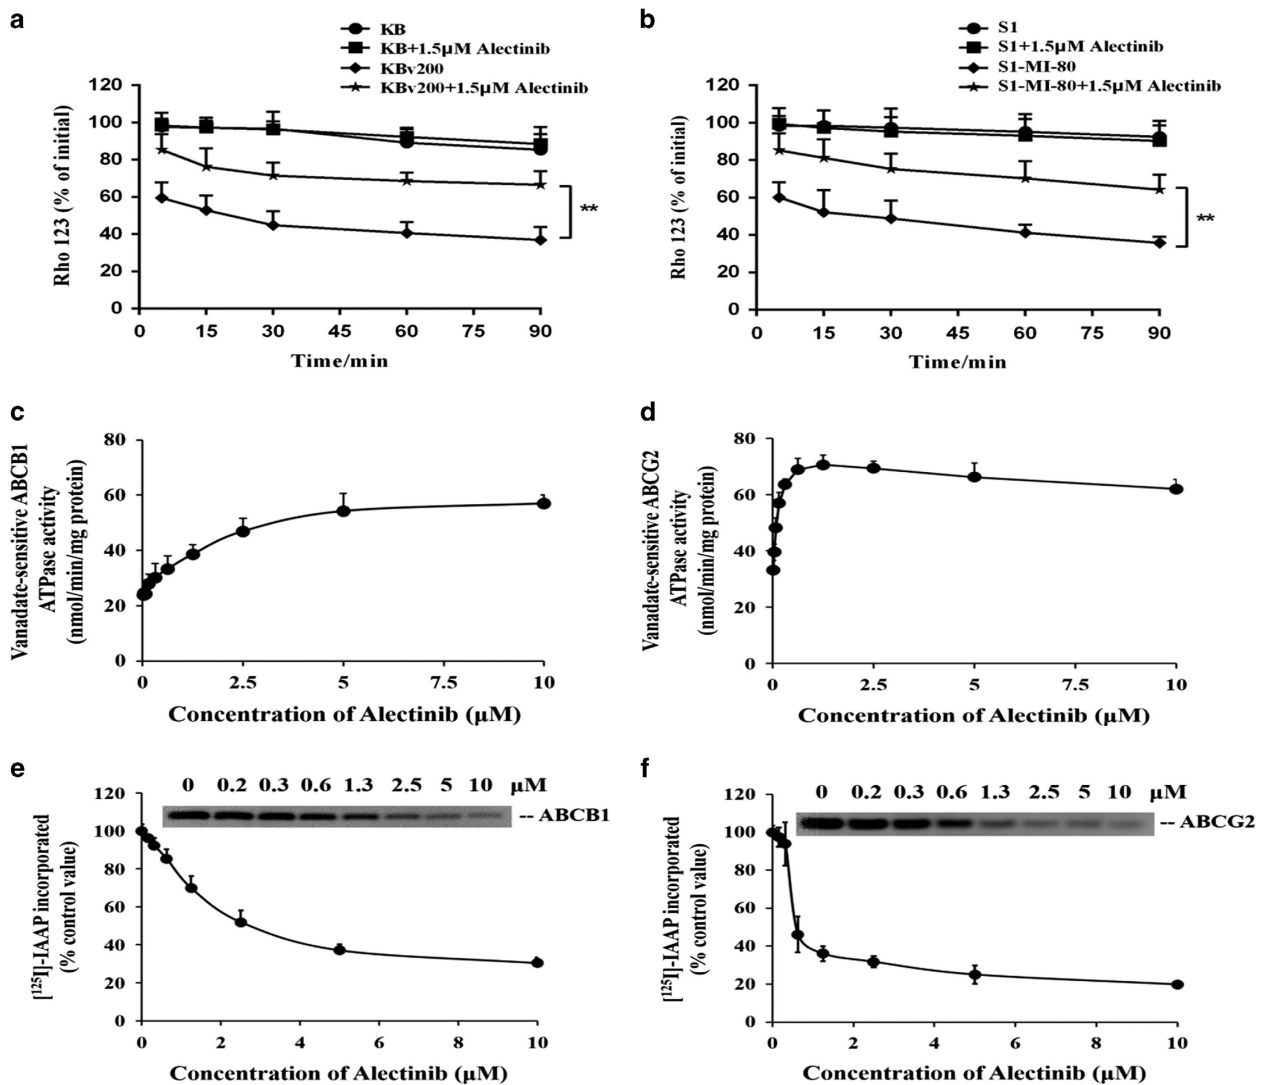 a
KB
KB+1.5µM Alectinib
KBv200
KBv200+1.5µM Alectinib
Rho 123 (% of initial)
120
100
80
60
40
20
0
**
0 15 30 45 60 75 90
Time/min
b
S1
S1+1.5µM Alectinib
S1-MI-80
S1-MI-80+1.5µM Alectinib
Rho 123 (% of initial)
120
100
80
60
40
20
0
**
0 15 30 45 60 75 90
Time/min
c
Vanadate-sensitive ABCB1
ATPase activity
(nmol/min/mg protein)
80
60
40
20
0
0 2.5 5 7.5 10
Concentration of Alectinib (µM)
d
Vanadate-sensitive ABCG2
ATPase activity
(nmol/min/mg protein)
80
60
40
20
0
0 2.5 5 7.5 10
Concentration of Alectinib (µM)
e
0 0.2 0.3 0.6 1.3 2.5 5 10 µM
-- ABCB1
[¹²⁵I]-IAAP incorporated
(% control value)
120
100
80
60
40
20
0
0 2 4 6 8 10
Concentration of Alectinib (µM)
f
0 0.2 0.3 0.6 1.3 2.5 5 10 µM
-- ABCG2
[¹²⁵I]-IAAP incorporated
(% control value)
120
100
80
60
40
20
0
0 2 4 6 8 10
Concentration of Alectinib (µM)